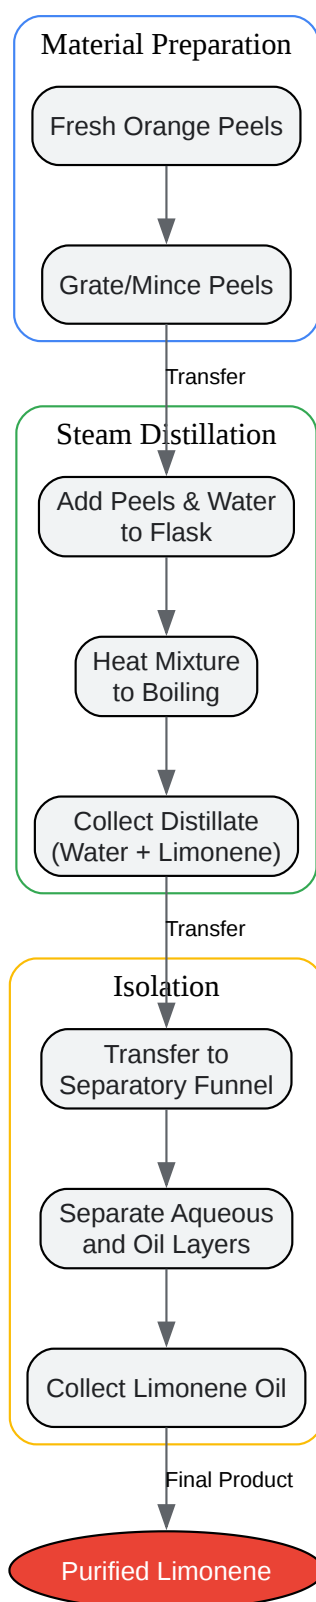 Material Preparation
Fresh Orange Peels
Grate/Mince Peels
Transfer
Steam Distillation
Add Peels & Water
to Flask
Heat Mixture
to Boiling
Collect Distillate
(Water + Limonene)
Transfer
Isolation
Transfer to
Separatory Funnel
Separate Aqueous
and Oil Layers
Collect Limonene Oil
Final Product
Purified Limonene